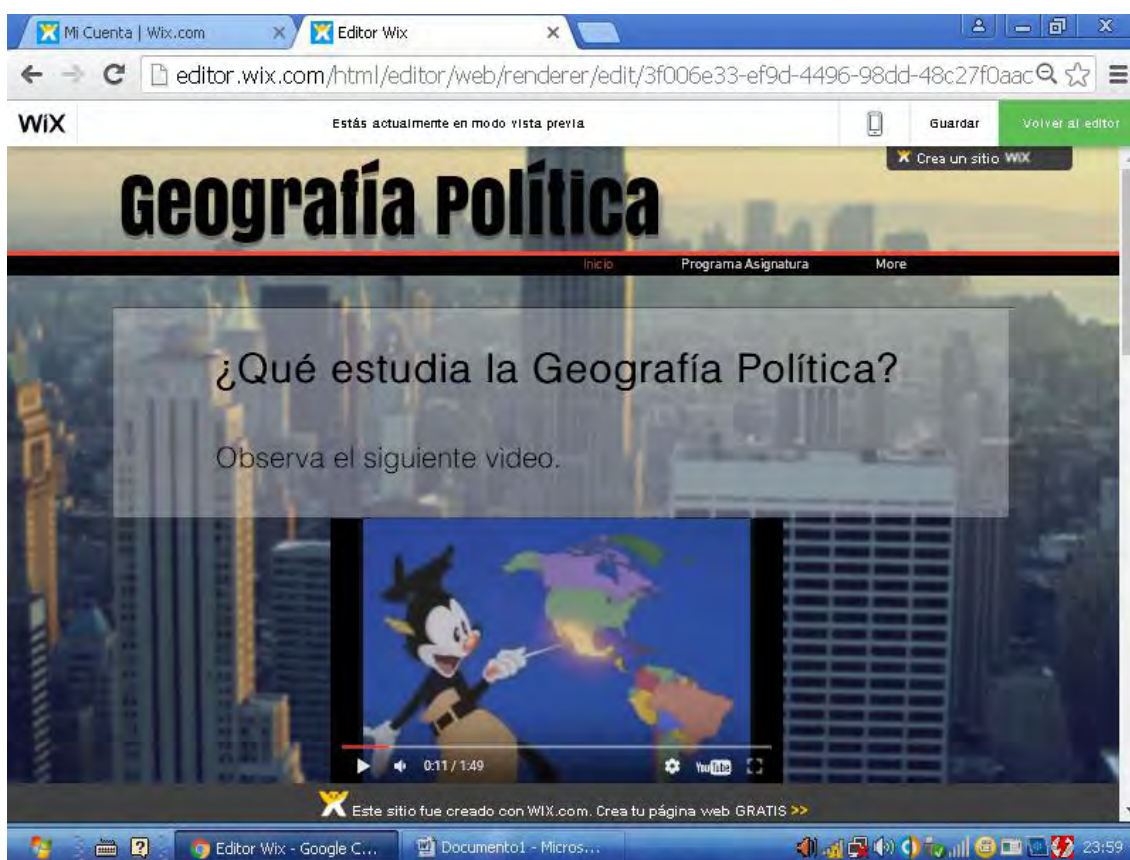 Mi Cuenta | Wix.com
Editor Wix
editor.wix.com/html/editor/web/renderer/edit/3f006e33-ef9d-4496-98dd-48c27f0aac
WiX
Estás actualmente en modo vista previa
Guardar
Volver al editor
Crea un sitio WiX
Geografía Política
Inicio
Programa Asignatura
More
¿Qué estudia la Geografía Política?
Observa el siguiente video.
0:11 / 1:49
YouTube
Este sitio fue creado con WIX.com. Crea tu página web GRATIS >>
Editor Wix - Google C...
Documento1 - Micros...
23:59